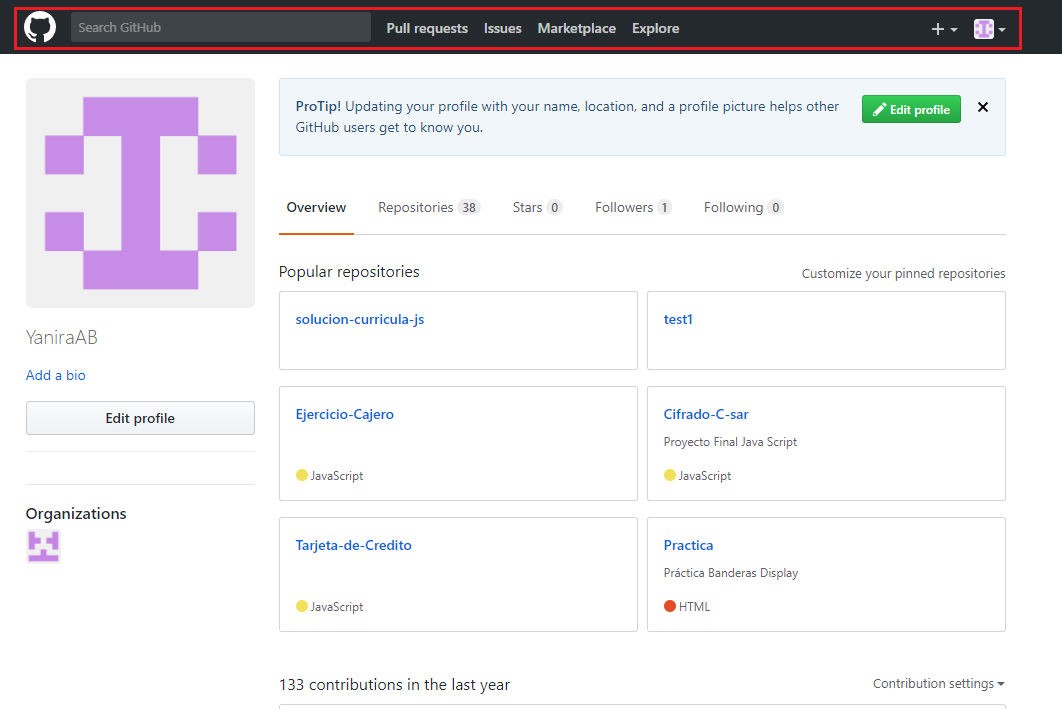 Search GitHub Pull requests Issues Marketplace Explore
ProTip! Updating your profile with your name, location, and a profile picture helps other
GitHub users get to know you.
Edit profile
Overview Repositories 38 Stars 0 Followers 1 Following 0
Popular repositories
Customize your pinned repositories
solucion-curricula-js
test1
Ejercicio-Cajero
JavaScript
Cifrado-C-sar
Proyecto Final Java Script
JavaScript
Tarjeta-de-Credito
JavaScript
Practica
Práctica Banderas Display
HTML
133 contributions in the last year
Contribution settings
YaniraAB
Add a bio
Edit profile
Organizations